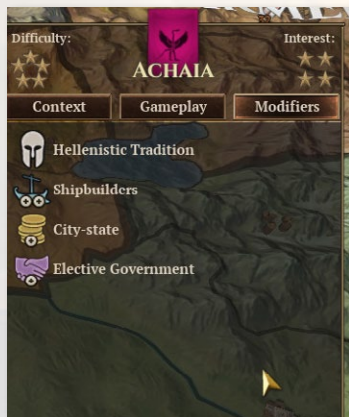 Difficulty:
Interest:
ACHAIA
Context
Gameplay
Modifiers
Hellenistic Tradition
Shipbuilders
City-state
Elective Government